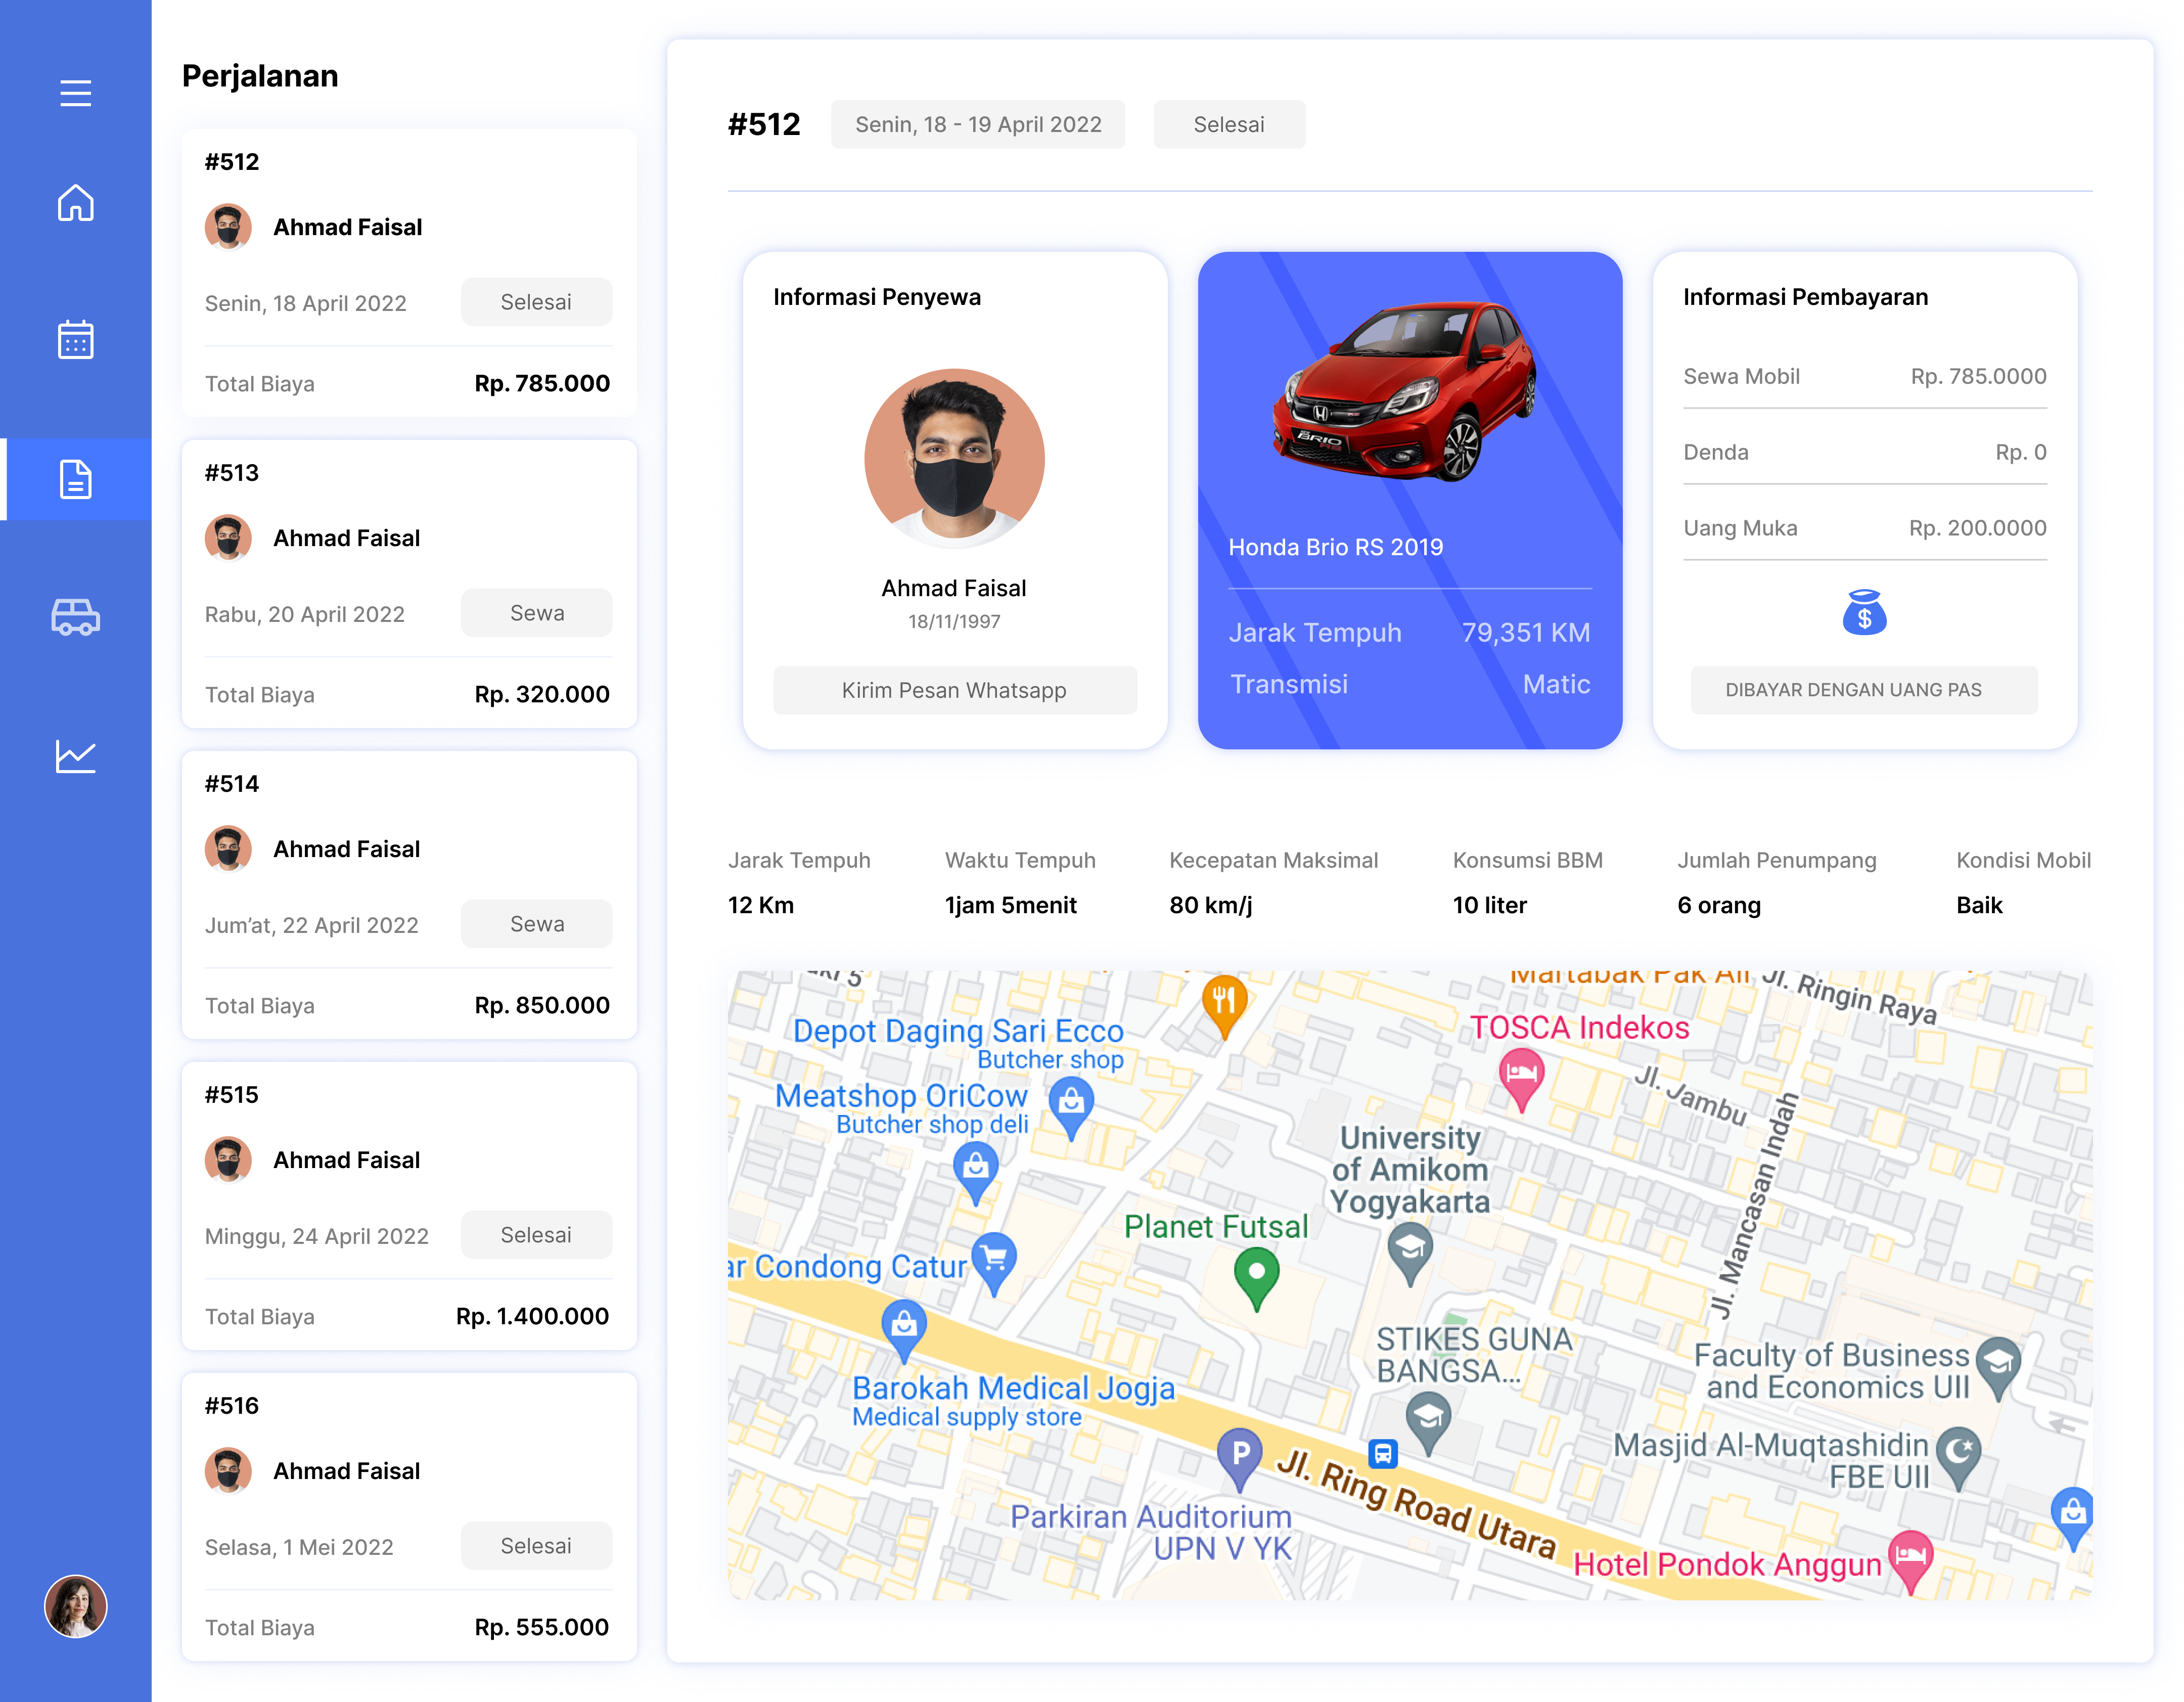 Perjalanan
#512
Ahmad Faisal
Senin, 18 April 2022
Selesai
Total Biaya
Rp. 785.000
#513
Ahmad Faisal
Rabu, 20 April 2022
Sewa
Total Biaya
Rp. 320.000
#514
Ahmad Faisal
Jum’at, 22 April 2022
Sewa
Total Biaya
Rp. 850.000
#515
Ahmad Faisal
Minggu, 24 April 2022
Selesai
Total Biaya
Rp. 1.400.000
#516
Ahmad Faisal
Selasa, 1 Mei 2022
Selesai
Total Biaya
Rp. 555.000
#512
Senin, 18 - 19 April 2022
Selesai
Informasi Penyewa
Ahmad Faisal
18/11/1997
Kirim Pesan Whatsapp
BRIO
Honda Brio RS 2019
Jarak Tempuh
79,351 KM
Transmisi
Matic
Informasi Pembayaran
Sewa Mobil
Rp. 785.0000
Denda
Rp. 0
Uang Muka
Rp. 200.0000
$
DIBAYAR DENGAN UANG PAS
Jarak Tempuh
12 Km
Waktu Tempuh
1jam 5menit
Kecepatan Maksimal
80 km/j
Konsumsi BBM
10 liter
Jumlah Penumpang
6 orang
Kondisi Mobil
Baik
Martabak Pak Ali
Jl. Ringin Raya
Depot Daging Sari Ecco
Butcher shop
TOSCA Indekos
Meatshop OriCow
Butcher shop deli
Jl. Jambu
Jl. Mancasan Indah
University
of Amikom
Yogyakarta
Planet Futsal
ar Condong Catur
STIKES GUNA
BANGSA...
Faculty of Business
and Economics UII
Barokah Medical Jogja
Medical supply store
P
Jl. Ring Road Utara
Masjid Al-Muqtashidin
FBE UII
Parkiran Auditorium
UPN V YK
Hotel Pondok Anggun